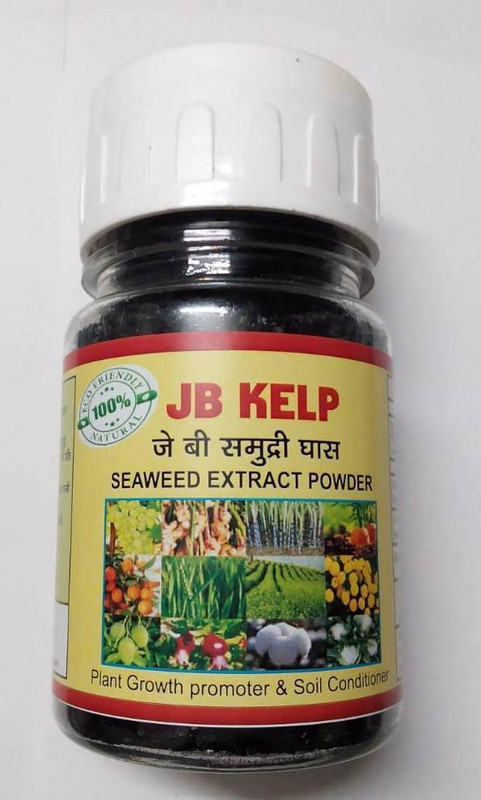 ECO FRIENDLY
100%
NATURAL
JB KELP
जे बी समुद्री घास
SEAWEED EXTRACT POWDER
Plant Growth promoter & Soil Conditioner